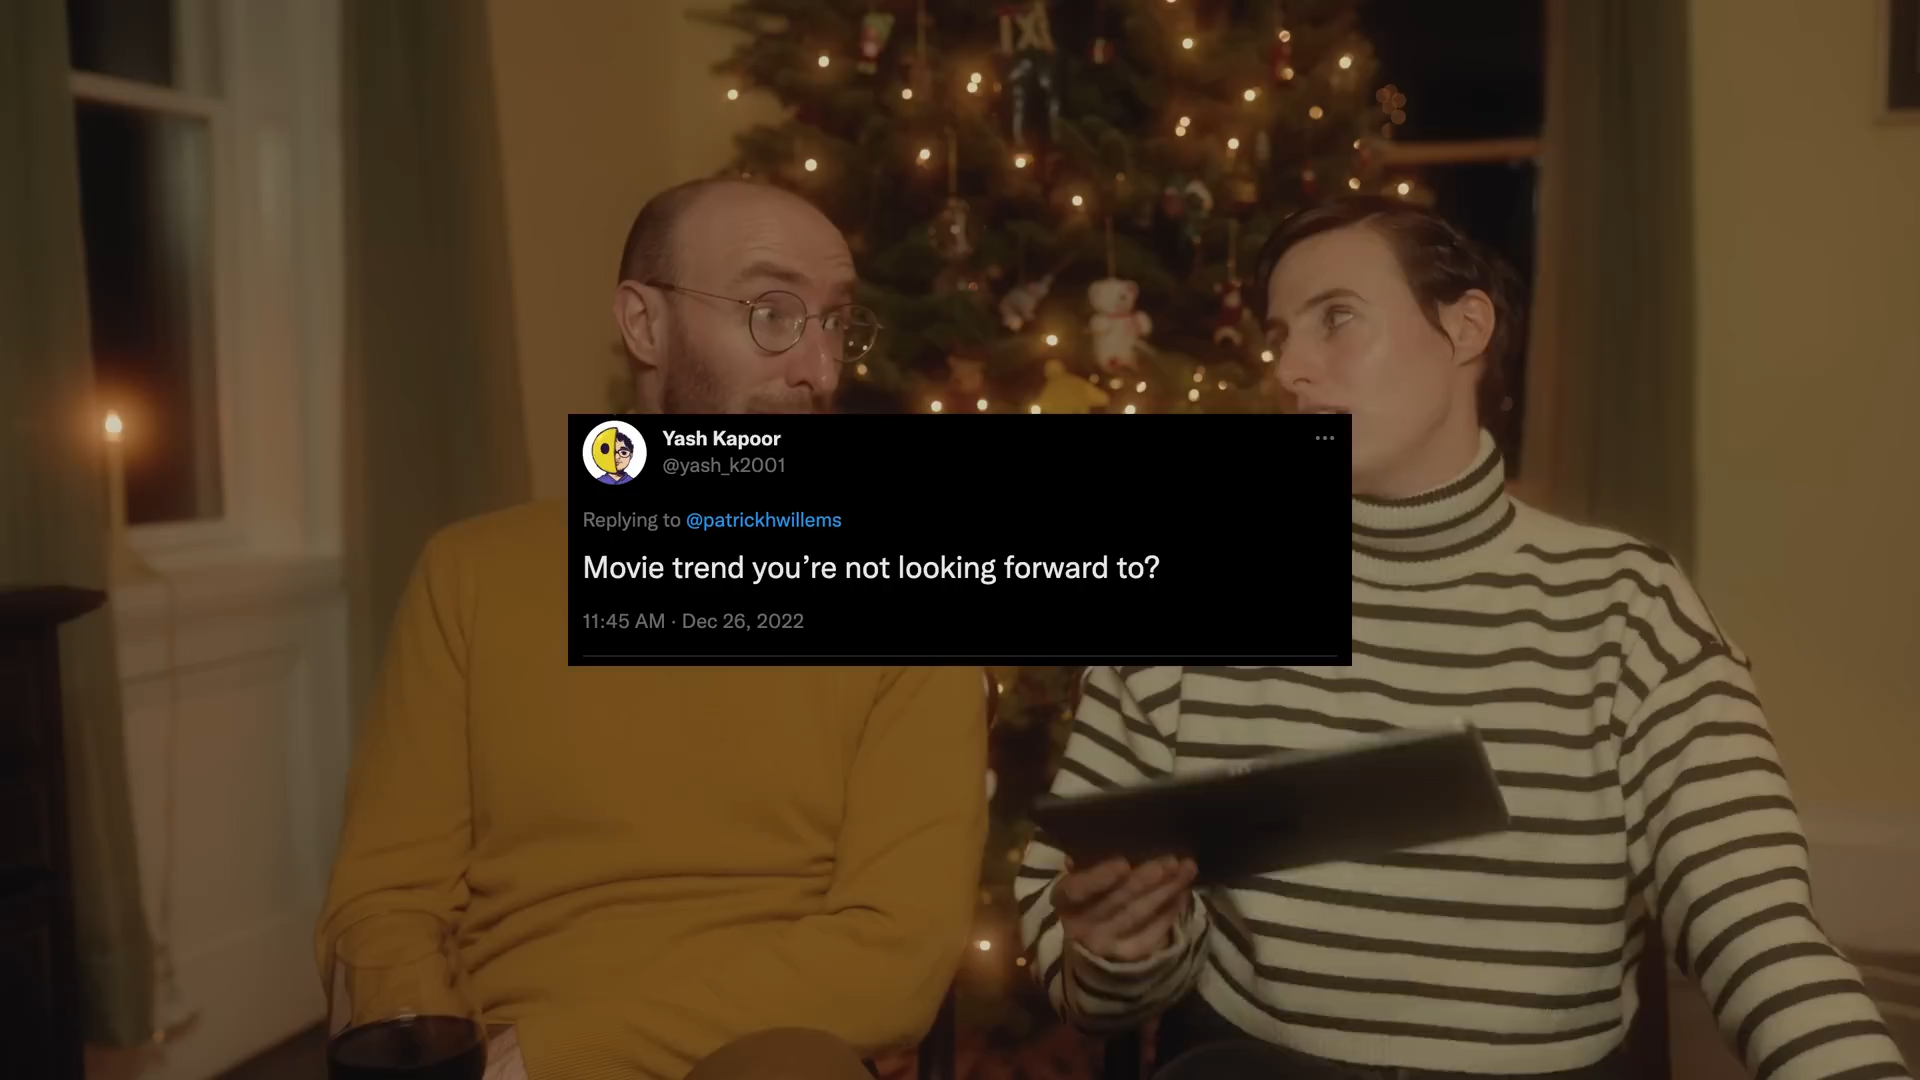 Yash Kapoor
@yash_k2001
Replying to @patrickhwillems
Movie trend you’re not looking forward to?
11:45 AM · Dec 26, 2022